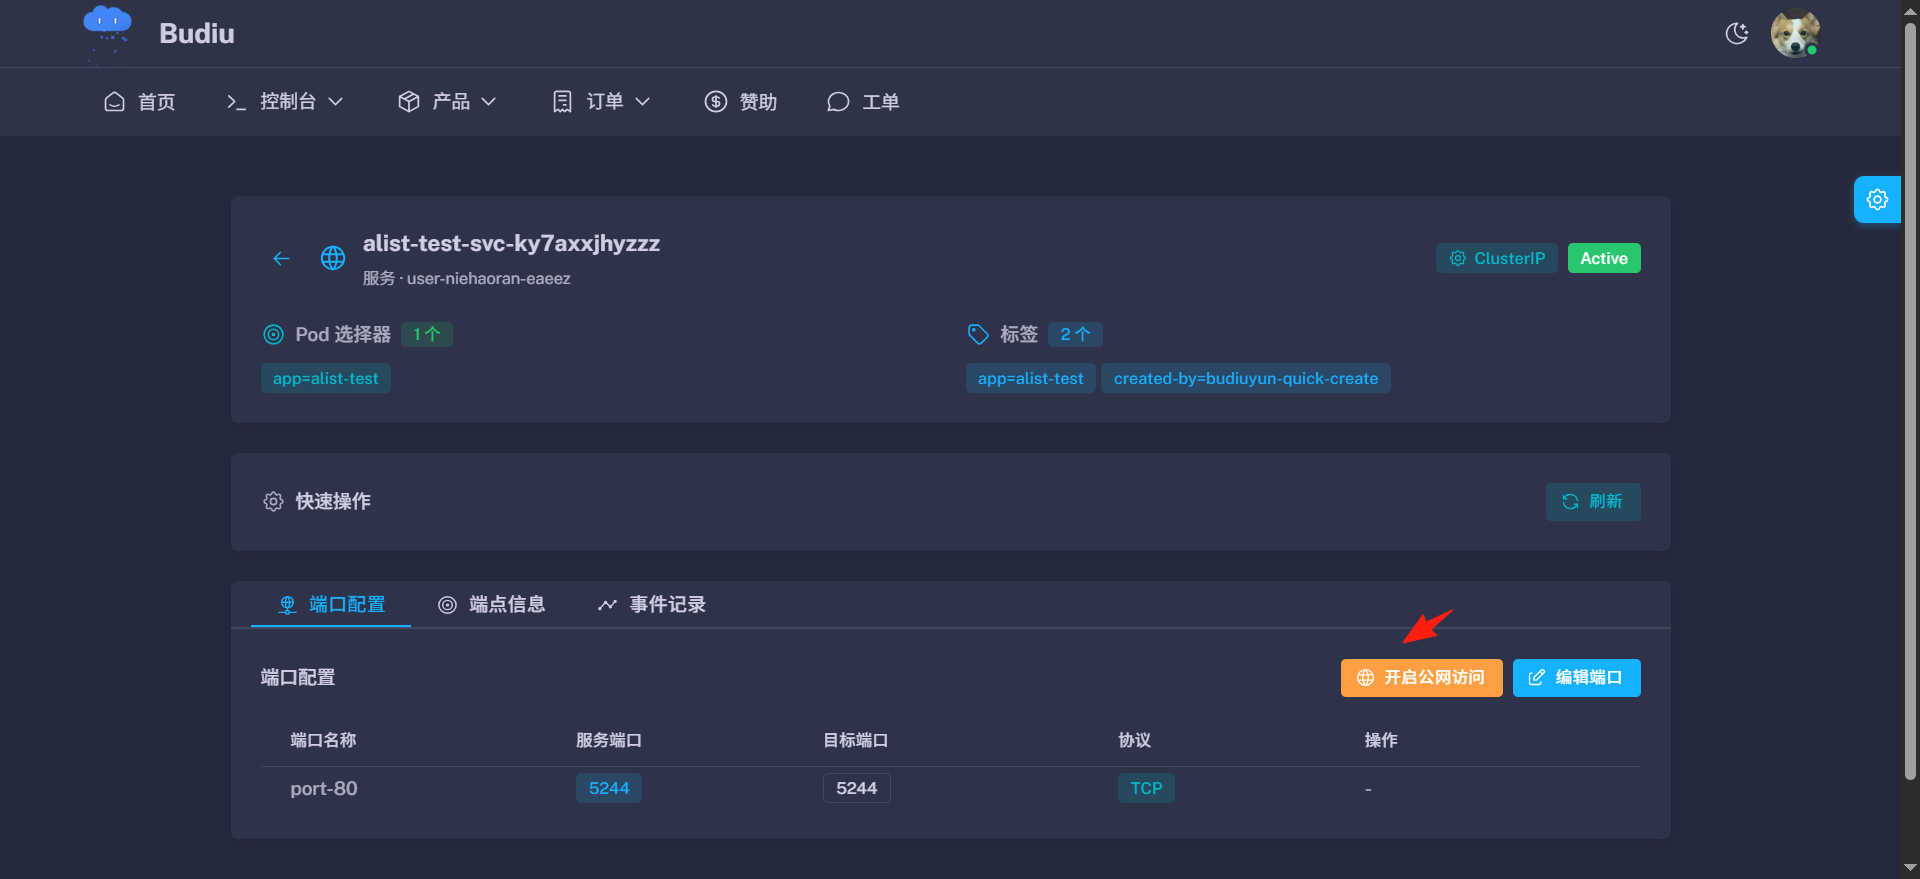 Budiu
首页
控制台
产品
订单
赞助
工单
alist-test-svc-ky7axxjhyzzz
服务 · user-niehaoran-eaeez
ClusterIP
Active
Pod 选择器 1 个
app=alist-test
标签 2 个
app=alist-test created-by=budiuyun-quick-create
快速操作
刷新
端口配置 端点信息 事件记录
端口配置
开启公网访问
编辑端口
端口名称 服务端口 目标端口 协议 操作
port-80 5244 5244 TCP -